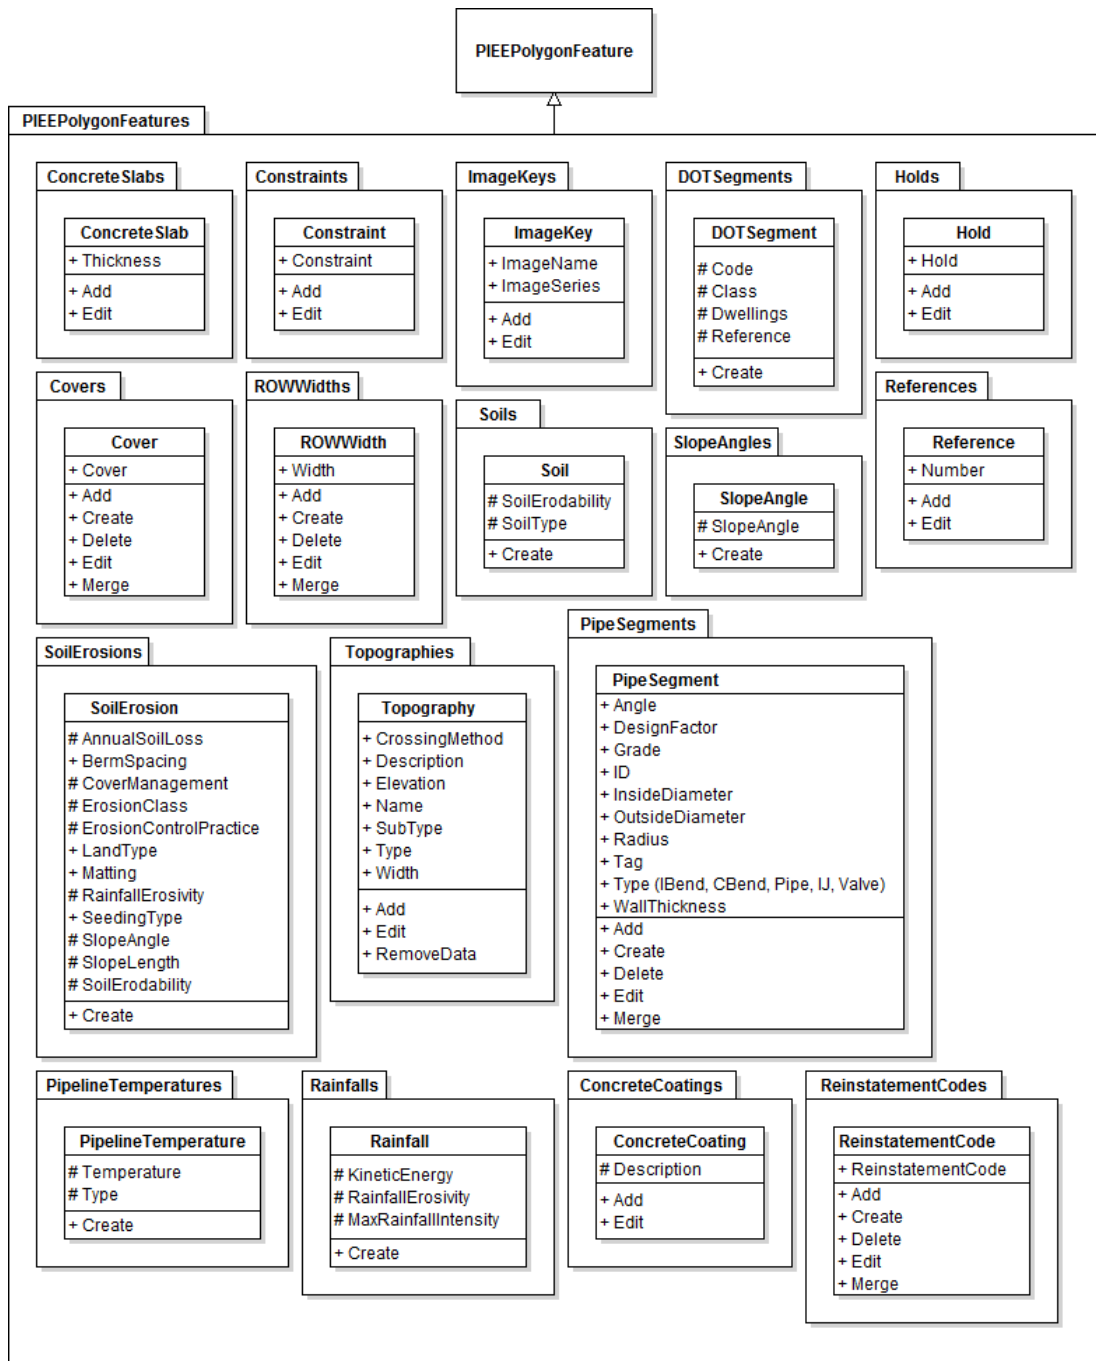 PIEEPolygonFeature
PIEEPolygonFeatures
ConcreteSlabs
ConcreteSlab
+ Thickness
+ Add
+ Edit
Constraints
Constraint
+ Constraint
+ Add
+ Edit
ImageKeys
ImageKey
+ ImageName
+ ImageSeries
+ Add
+ Edit
DOTSegments
DOTSegment
# Code
# Class
# Dwellings
# Reference
+ Create
Holds
Hold
+ Hold
+ Add
+ Edit
Covers
Cover
+ Cover
+ Add
+ Create
+ Delete
+ Edit
+ Merge
ROWWidths
ROWWidth
+ Width
+ Add
+ Create
+ Delete
+ Edit
+ Merge
Soils
Soil
# SoilErodability
# SoilType
+ Create
SlopeAngles
SlopeAngle
# SlopeAngle
+ Create
References
Reference
+ Number
+ Add
+ Edit
SoilErosions
SoilErosion
# AnnualSoilLoss
+ BermSpacing
# CoverManagement
# ErosionClass
# ErosionControlPractice
+ LandType
+ Matting
# RainfallErosivity
+ SeedingType
# SlopeAngle
# SlopeLength
# SoilErodability
+ Create
Topographies
Topography
+ CrossingMethod
+ Description
+ Elevation
+ Name
+ SubType
+ Type
+ Width
+ Add
+ Edit
+ RemoveData
PipeSegments
PipeSegment
+ Angle
+ DesignFactor
+ Grade
+ ID
+ InsideDiameter
+ OutsideDiameter
+ Radius
+ Tag
+ Type (IBend, CBend, Pipe, IJ, Valve)
+ WallThickness
+ Add
+ Create
+ Delete
+ Edit
+ Merge
PipelineTemperatures
PipelineTemperature
# Temperature
# Type
+ Create
Rainfalls
Rainfall
# KineticEnergy
# RainfallErosivity
# MaxRainfallIntensity
+ Create
ConcreteCoatings
ConcreteCoating
# Description
+ Add
+ Edit
ReinstatementCodes
ReinstatementCode
+ ReinstatementCode
+ Add
+ Create
+ Delete
+ Edit
+ Merge